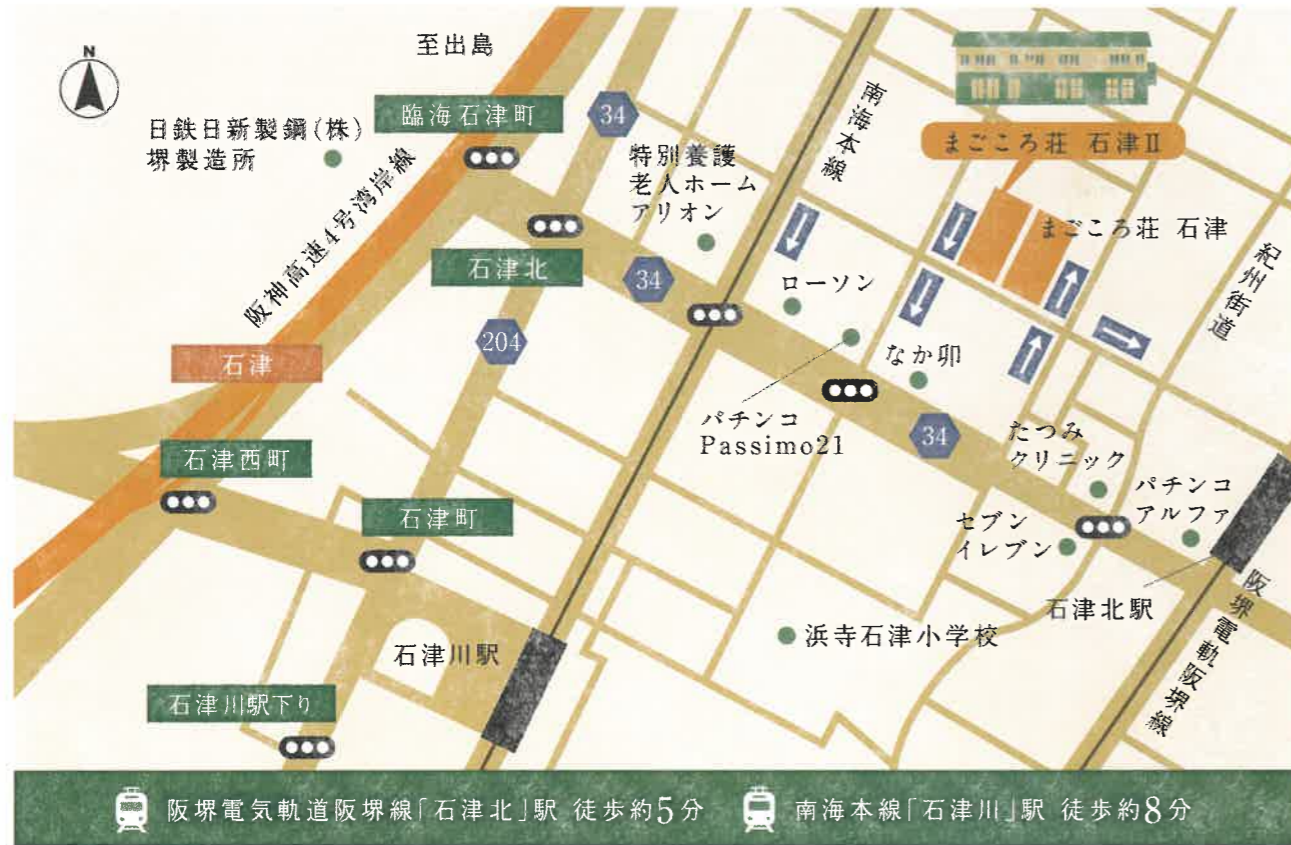 N
至出島
臨海石津町
34
日鉄日新製鋼(株)
堺製造所
阪神高速4号湾岸線
特別養護
老人ホーム
アリオン
南海本線
まごころ荘 石津Ⅱ
まごころ荘 石津
紀州街道
石津北
34
ローソン
204
なか卯
石津
パチンコ
Passimo21
34
たつみ
クリニック
石津西町
パチンコ
アルファ
石津町
セブン
イレブン
石津北駅
阪堺電軌阪堺線
浜寺石津小学校
石津川駅
石津川駅下り
阪堺電気軌道阪堺線「石津北」駅 徒歩約5分
南海本線「石津川」駅 徒歩約8分